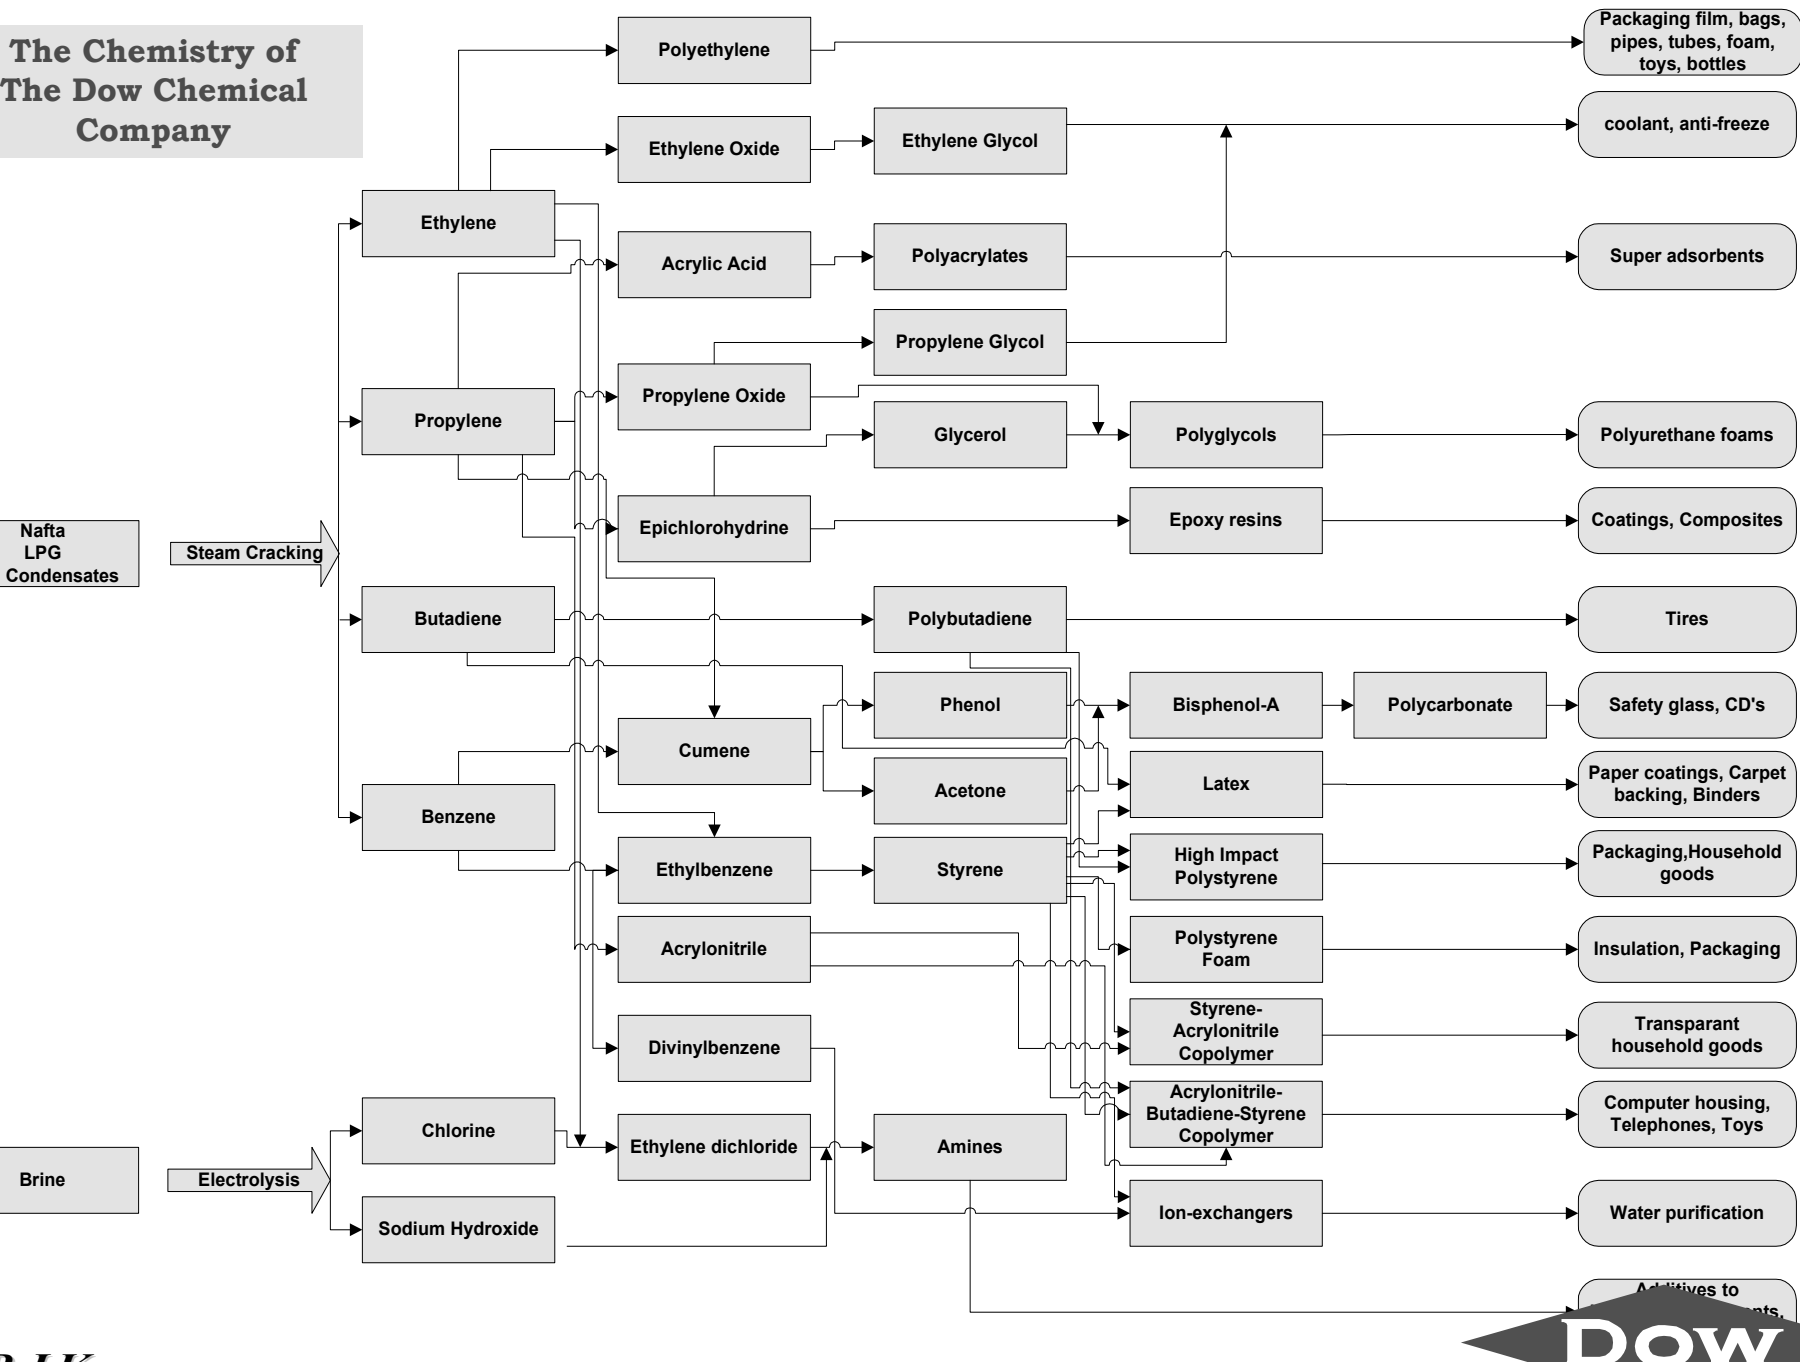 The Chemistry of
The Dow Chemical
Company
Polyethylene
Packaging film, bags,
pipes, tubes, foam,
toys, bottles
Ethylene Oxide
Ethylene Glycol
coolant, anti-freeze
Ethylene
Acrylic Acid
Polyacrylates
Super adsorbents
Propylene Glycol
Propylene Oxide
Propylene
Glycerol
Polyglycols
Polyurethane foams
Epichlorohydrine
Epoxy resins
Coatings, Composites
Nafta
LPG
Condensates
Steam Cracking
Butadiene
Polybutadiene
Tires
Phenol
Bisphenol-A
Polycarbonate
Safety glass, CD's
Cumene
Acetone
Latex
Paper coatings, Carpet
backing, Binders
Benzene
Ethylbenzene
Styrene
High Impact
Polystyrene
Packaging,Household
goods
Acrylonitrile
Polystyrene
Foam
Insulation, Packaging
Styrene-
Acrylonitrile
Copolymer
Transparant
household goods
Divinylbenzene
Acrylonitrile-
Butadiene-Styrene
Copolymer
Computer housing,
Telephones, Toys
Chlorine
Ethylene dichloride
Amines
Brine
Electrolysis
Sodium Hydroxide
Ion-exchangers
Water purification
Additives to
Dow